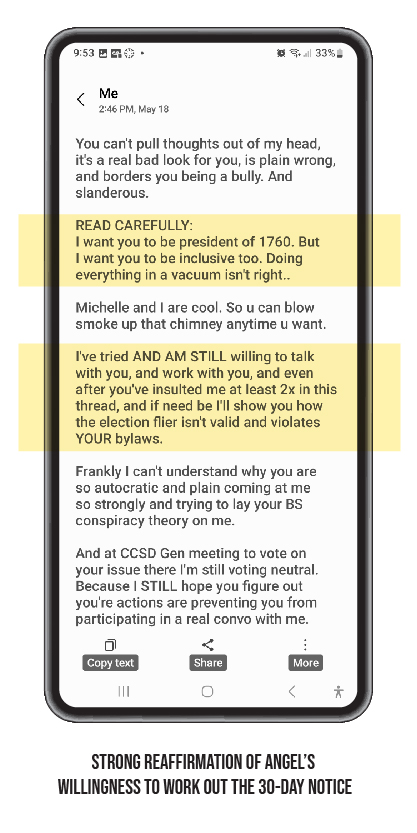 9:53
33%
Me
2:46 PM, May 18
You can't pull thoughts out of my head,
it's a real bad look for you, is plain wrong,
and borders you being a bully. And
slanderous.
READ CAREFULLY:
I want you to be president of 1760. But
I want you to be inclusive too. Doing
everything in a vacuum isn't right..
Michelle and I are cool. So u can blow
smoke up that chimney anytime u want.
I've tried AND AM STILL willing to talk
with you, and work with you, and even
after you've insulted me at least 2x in this
thread, and if need be I'll show you how
the election flier isn't valid and violates
YOUR bylaws.
Frankly I can't understand why you are
so autocratic and plain coming at me
so strongly and trying to lay your BS
conspiracy theory on me.
And at CCSD Gen meeting to vote on
your issue there I'm still voting neutral.
Because I STILL hope you figure out
you're actions are preventing you from
participating in a real convo with me.
Copy text
Share
More
STRONG REAFFIRMATION OF ANGEL'S
WILLINGNESS TO WORK OUT THE 30-DAY NOTICE